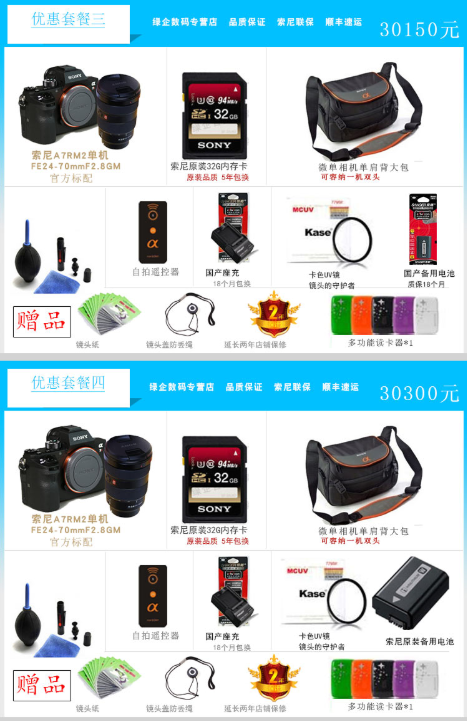 优惠套餐三
绿企数码专营店 品质保证 索尼联保 顺丰速运
30150元
SONY
94MB/s
32GB
SONY
索尼A7RM2单机
FE24-70mmF2.8GM
官方标配
索尼原装32G内存卡
原装品质 5年包换
微单相机单肩背大包
可容纳一机双头
MCUV
Kase
自拍遥控器
国产座充
18个月包换
卡色UV镜
镜头的守护者
国产备用电池
质保18个月
赠品
2年
镜头纸
镜头盖防丢绳
延长两年店铺保修
多功能读卡器*1
优惠套餐四
绿企数码专营店 品质保证 索尼联保 顺丰速运
30300元
SONY
94MB/s
32GB
SONY
索尼A7RM2单机
FE24-70mmF2.8GM
官方标配
索尼原装32G内存卡
原装品质 5年包换
微单相机单肩背大包
可容纳一机双头
MCUV
Kase
自拍遥控器
国产座充
18个月包换
卡色UV镜
镜头的守护者
索尼原装备用电池
赠品
2年
镜头纸
镜头盖防丢绳
延长两年店铺保修
多功能读卡器*1